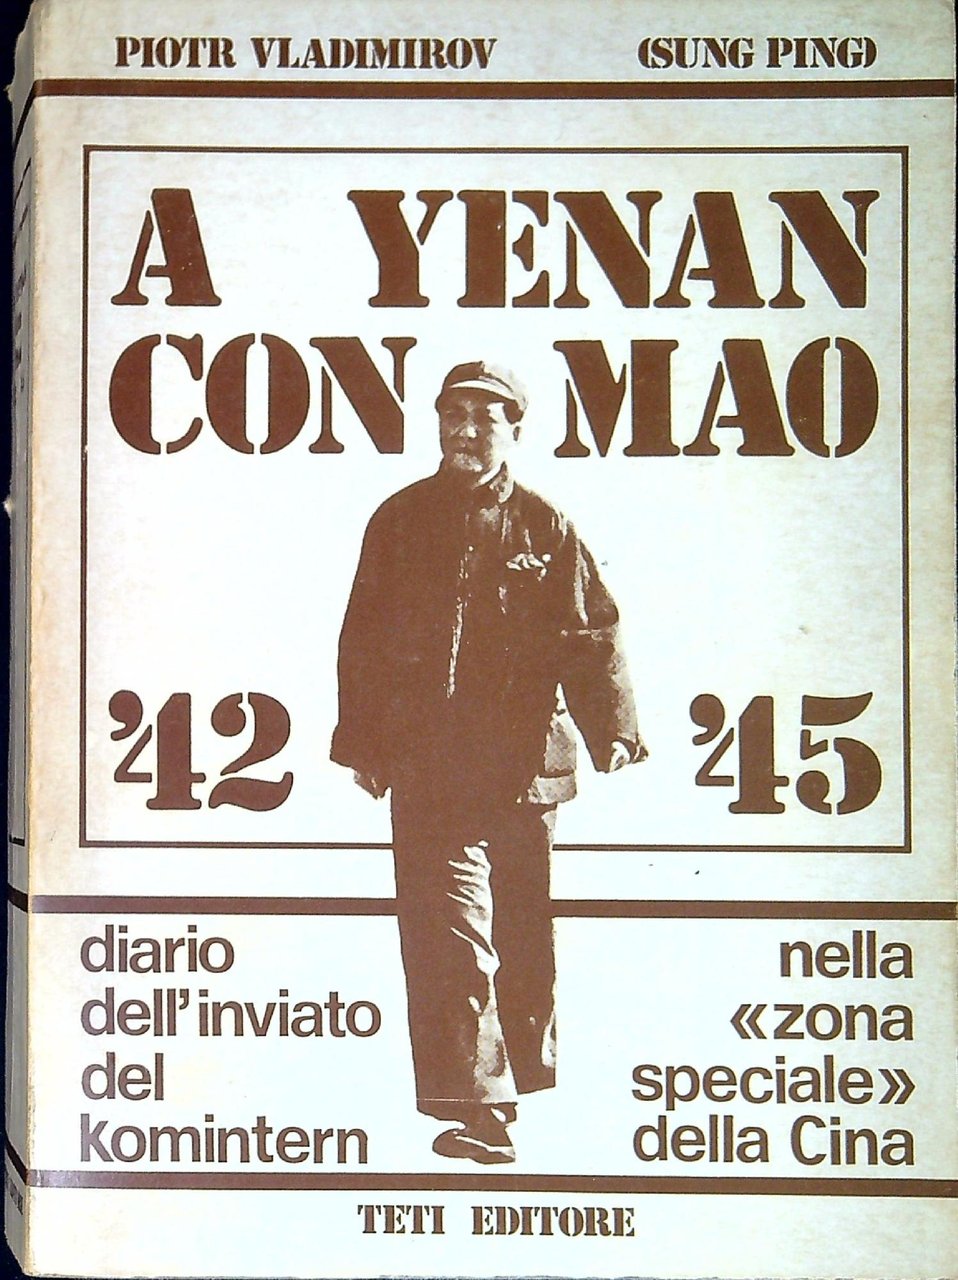 PIOTR VLADIMIROV (SUNG PING)
A YENAN
CON MAO
'42 '45
diario
dell'inviato
del
komintern
nella
«zona
speciale»
della Cina
TETI EDITORE